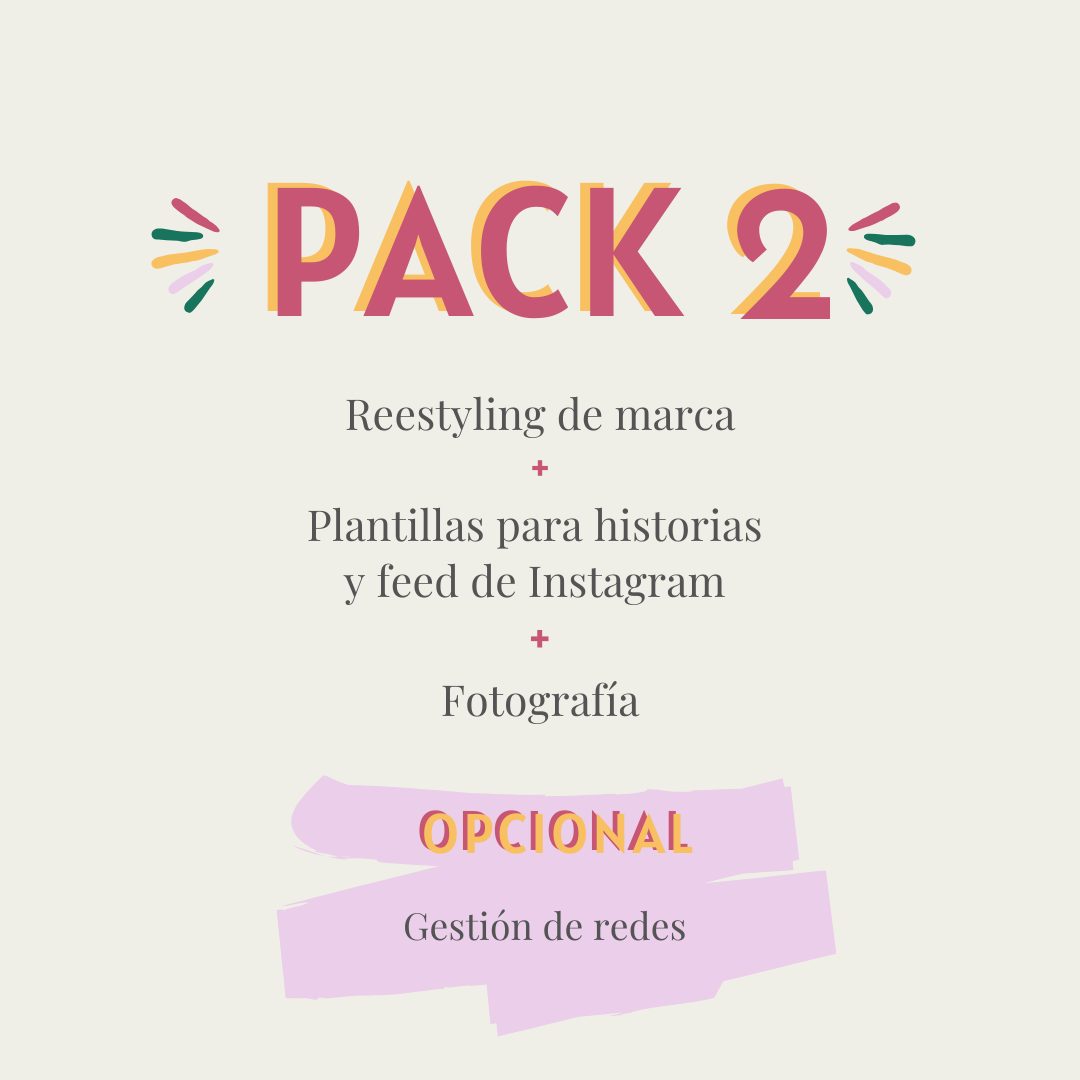 PACK 2
Reestyling de marca
+
Plantillas para historias
y feed de Instagram
+
Fotografía
OPCIONAL
Gestión de redes